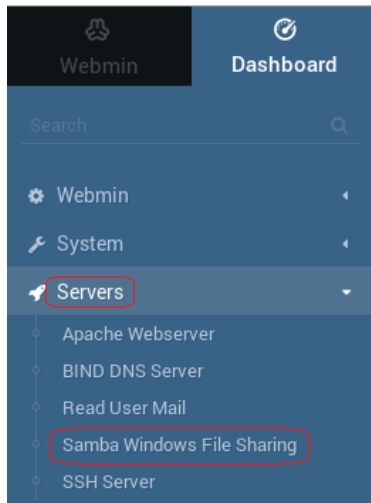 Webmin
Dashboard
Search
Webmin
System
Servers
Apache Webserver
BIND DNS Server
Read User Mail
Samba Windows File Sharing
SSH Server